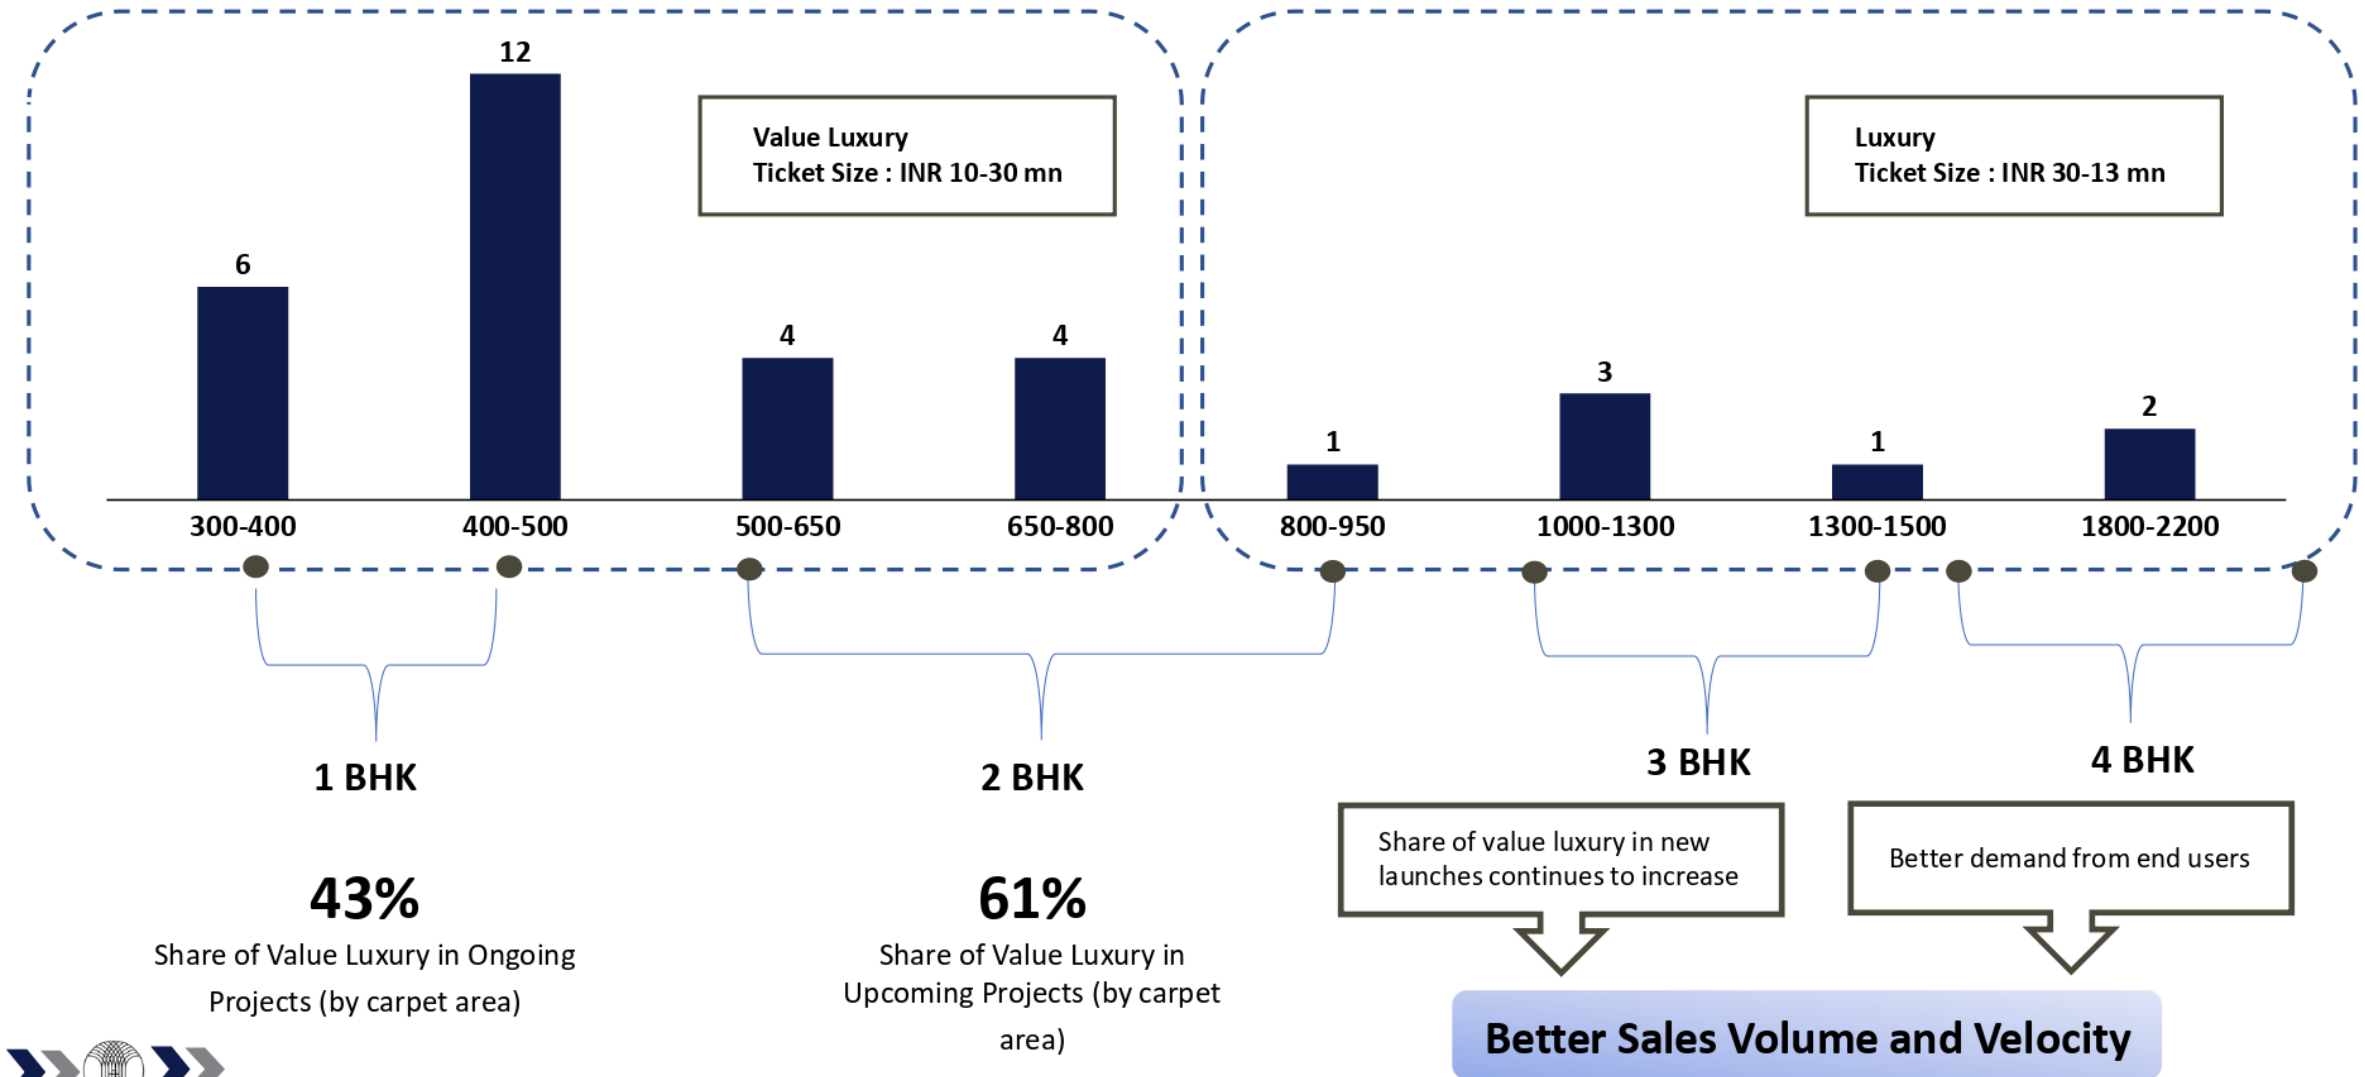 12
Value Luxury
Ticket Size : INR 10-30 mn
Luxury
Ticket Size : INR 30-13 mn
6
4
4
3
2
1
1
300-400
400-500
500-650
650-800
800-950
1000-1300
1300-1500
1800-2200
1 BHK
2 BHK
3 BHK
4 BHK
43%
Share of Value Luxury in Ongoing
Projects (by carpet area)
61%
Share of Value Luxury in
Upcoming Projects (by carpet
area)
Share of value luxury in new
launches continues to increase
Better demand from end users
Better Sales Volume and Velocity